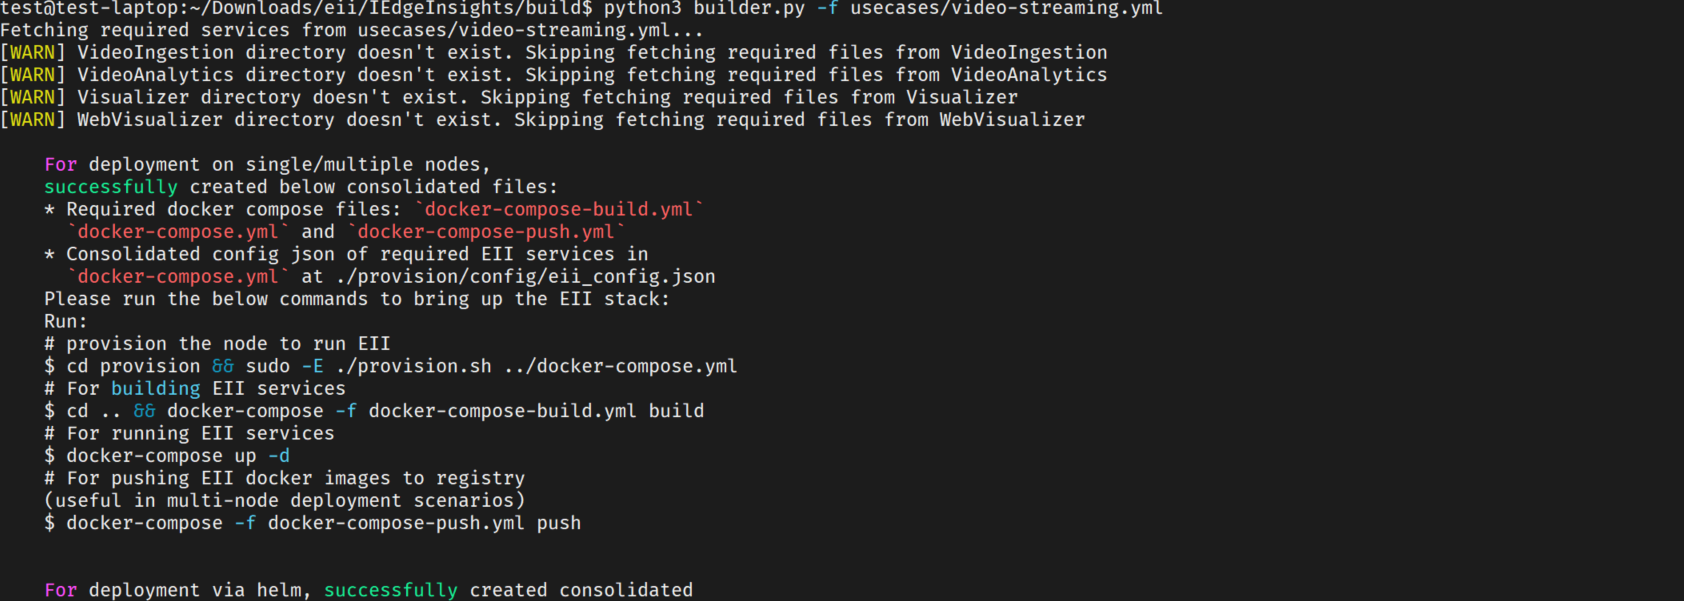 test@test-laptop:~/Downloads/eii/IEdgeInsights/build$ python3 builder.py -f usecases/video-streaming.yml
Fetching required services from usecases/video-streaming.yml...
[WARN] VideoIngestion directory doesn't exist. Skipping fetching required files from VideoIngestion
[WARN] VideoAnalytics directory doesn't exist. Skipping fetching required files from VideoAnalytics
[WARN] Visualizer directory doesn't exist. Skipping fetching required files from Visualizer
[WARN] WebVisualizer directory doesn't exist. Skipping fetching required files from WebVisualizer
For deployment on single/multiple nodes,
successfully created below consolidated files:
* Required docker compose files: `docker-compose-build.yml`
`docker-compose.yml` and `docker-compose-push.yml`
* Consolidated config json of required EII services in
`docker-compose.yml` at ./provision/config/eii_config.json
Please run the below commands to bring up the EII stack:
Run:
# provision the node to run EII
$ cd provision && sudo -E ./provision.sh ../docker-compose.yml
# For building EII services
$ cd .. && docker-compose -f docker-compose-build.yml build
# For running EII services
$ docker-compose up -d
# For pushing EII docker images to registry
(useful in multi-node deployment scenarios)
$ docker-compose -f docker-compose-push.yml push
For deployment via helm, successfully created consolidated